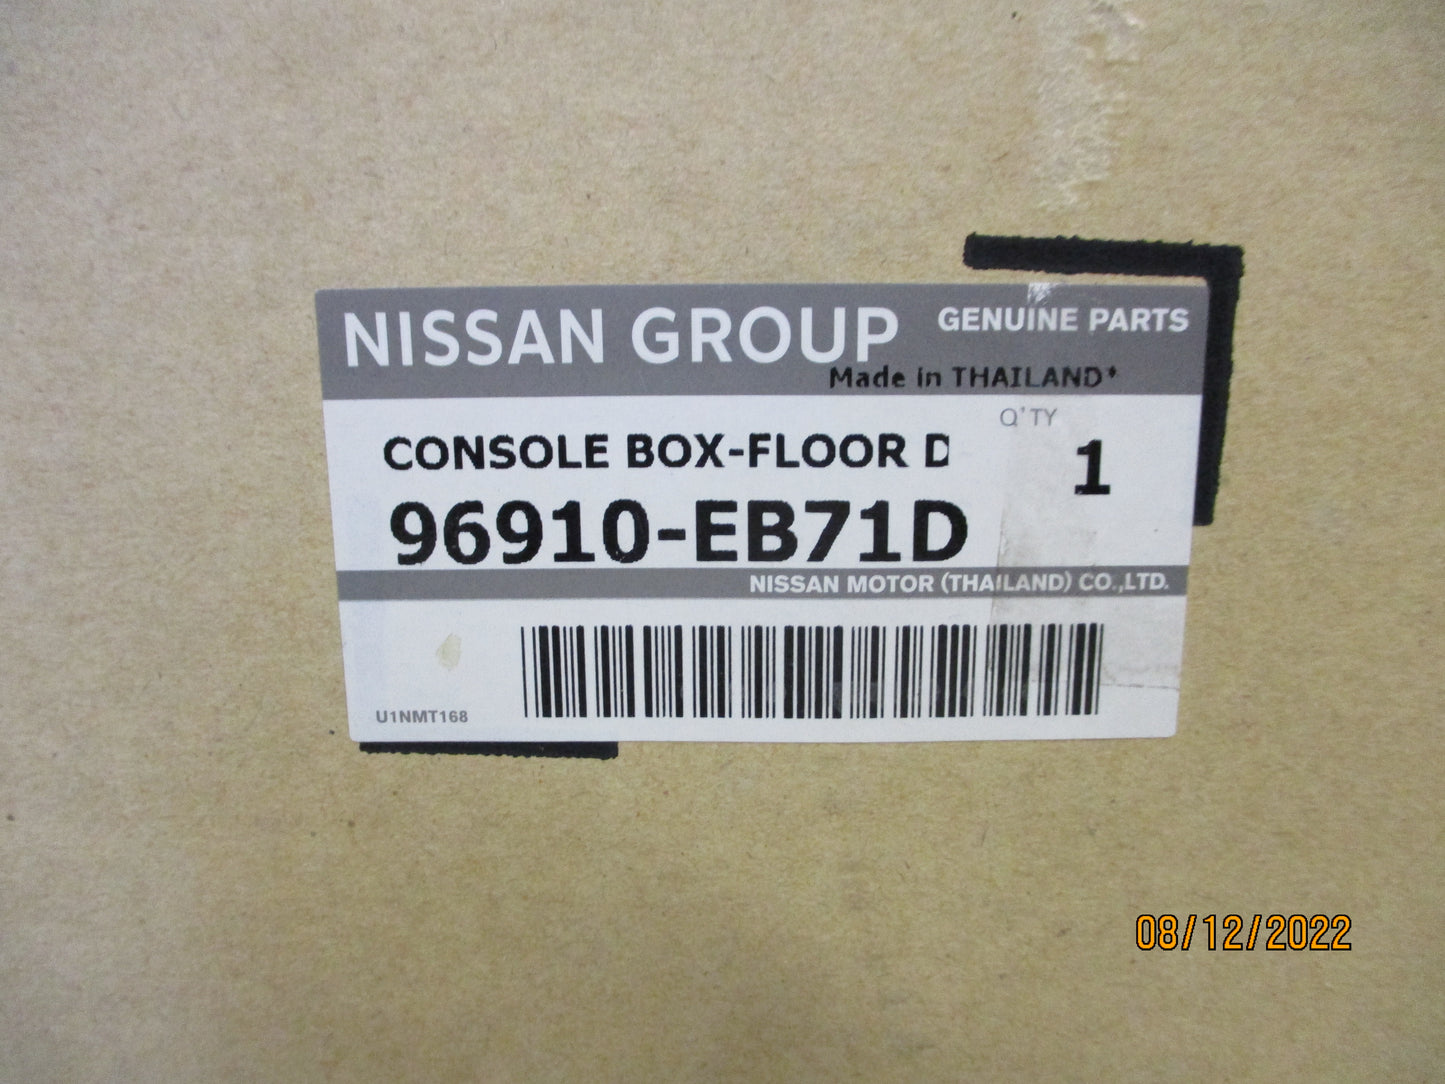 NISSAN GROUP GENUINE PARTS
Made in THAILAND*
Q'TY
CONSOLE BOX-FLOOR D
1
96910-EB71D
NISSAN MOTOR (THAILAND) CO.,LTD.
U1NMT168
08/12/2022